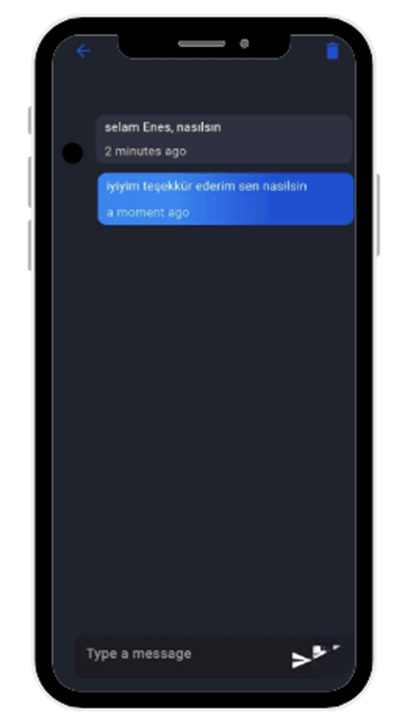 selam Enes, nasılsın
2 minutes ago
iyiyim teşekkür ederim sen nasilsin
a moment ago
Type a message